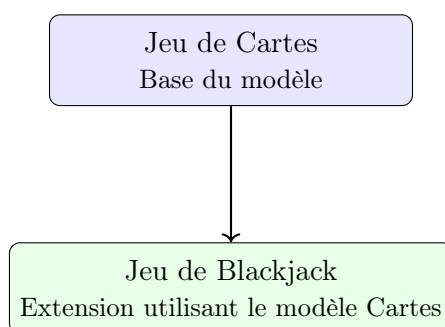 Jeu de Cartes
Base du modèle
Jeu de Blackjack
Extension utilisant le modèle Cartes